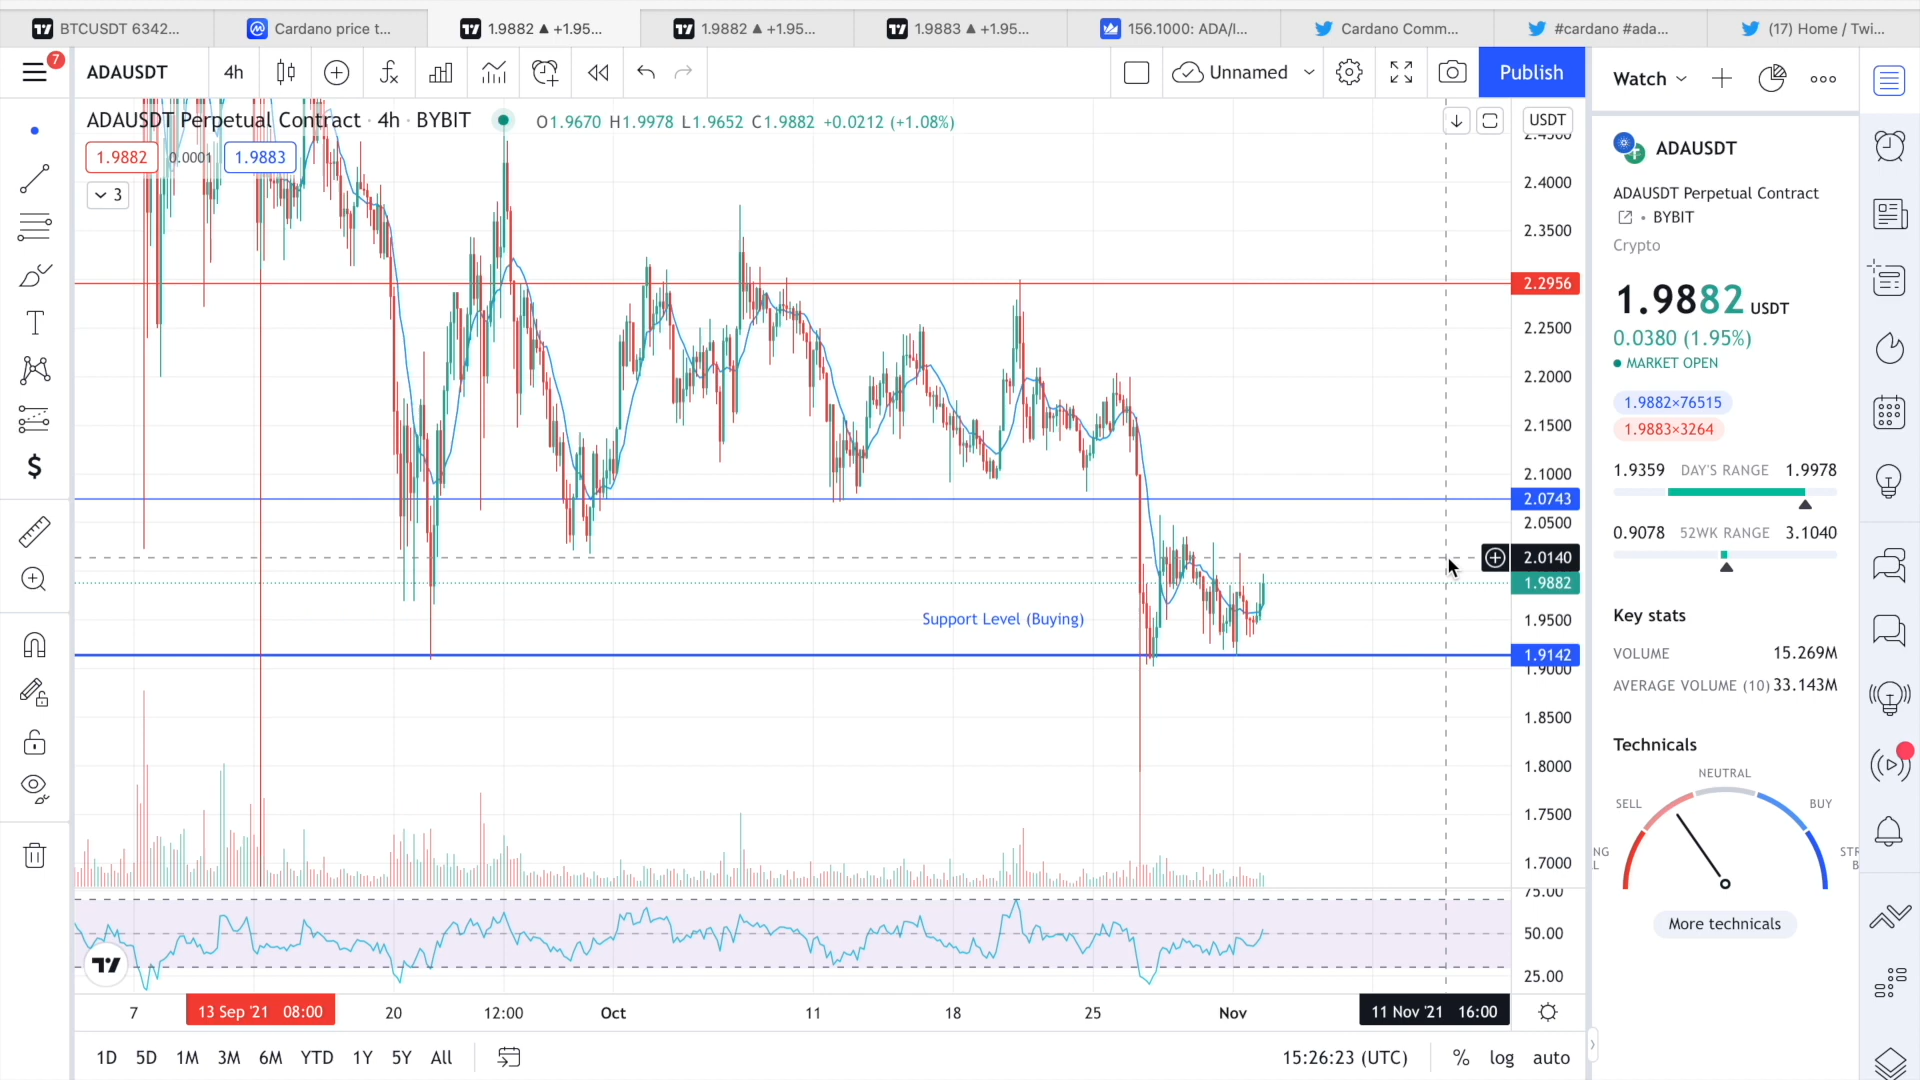 BTCUSDT 6342...
Cardano price t...
1.9882 ▲ +1.95...
1.9882 ▲ +1.95...
1.9883 ▲ +1.95...
156.1000: ADA/I...
Cardano Comm...
#cardano #ada...
(17) Home / Twi...
7
ADAUSDT
4h
Unnamed
Publish
Watch
ADAUSDT Perpetual Contract · 4h · BYBIT
O1.9670 H1.9978 L1.9652 C1.9882 +0.0212 (+1.08%)
USDT
1.9882
0.0001
1.9883
3
2.4500
2.4000
2.3500
2.2956
2.2500
2.2000
2.1500
2.1000
2.0743
2.0500
2.0140
1.9882
1.9500
1.9142
1.9000
1.8500
1.8000
1.7500
1.7000
75.00
50.00
25.00
Support Level (Buying)
7
13 Sep '21 08:00
20
12:00
Oct
11
18
25
Nov
11 Nov '21 16:00
1D
5D
1M
3M
6M
YTD
1Y
5Y
All
15:26:23 (UTC)
%
log
auto
ADAUSDT
ADAUSDT Perpetual Contract
• BYBIT
Crypto
1.9882 USDT
0.0380 (1.95%)
MARKET OPEN
1.9882×76515
1.9883×3264
1.9359 DAY'S RANGE 1.9978
0.9078 52WK RANGE 3.1040
Key stats
VOLUME 15.269M
AVERAGE VOLUME (10) 33.143M
Technicals
NEUTRAL
SELL
BUY
NG
L
STR
B
More technicals